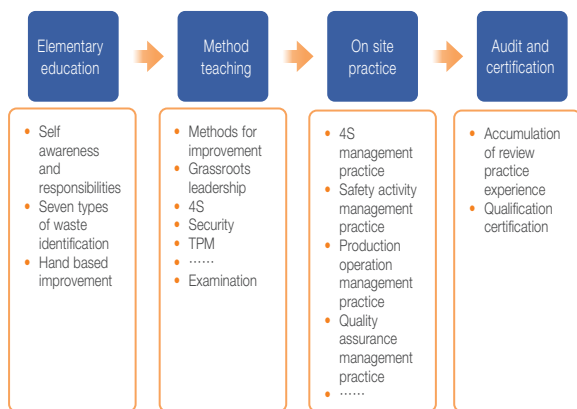 Elementary
education
Method
teaching
On site
practice
Audit and
certification
• Self
awareness
and
responsibilities
• Seven types
of waste
identification
• Hand based
improvement
• Methods for
improvement
• Grassroots
leadership
• 4S
• Security
• TPM
• ······
• Examination
• 4S
management
practice
• Safety activity
management
practice
• Production
operation
management
practice
• Quality
assurance
management
practice
• ······
• Accumulation
of review
practice
experience
• Qualification
certification